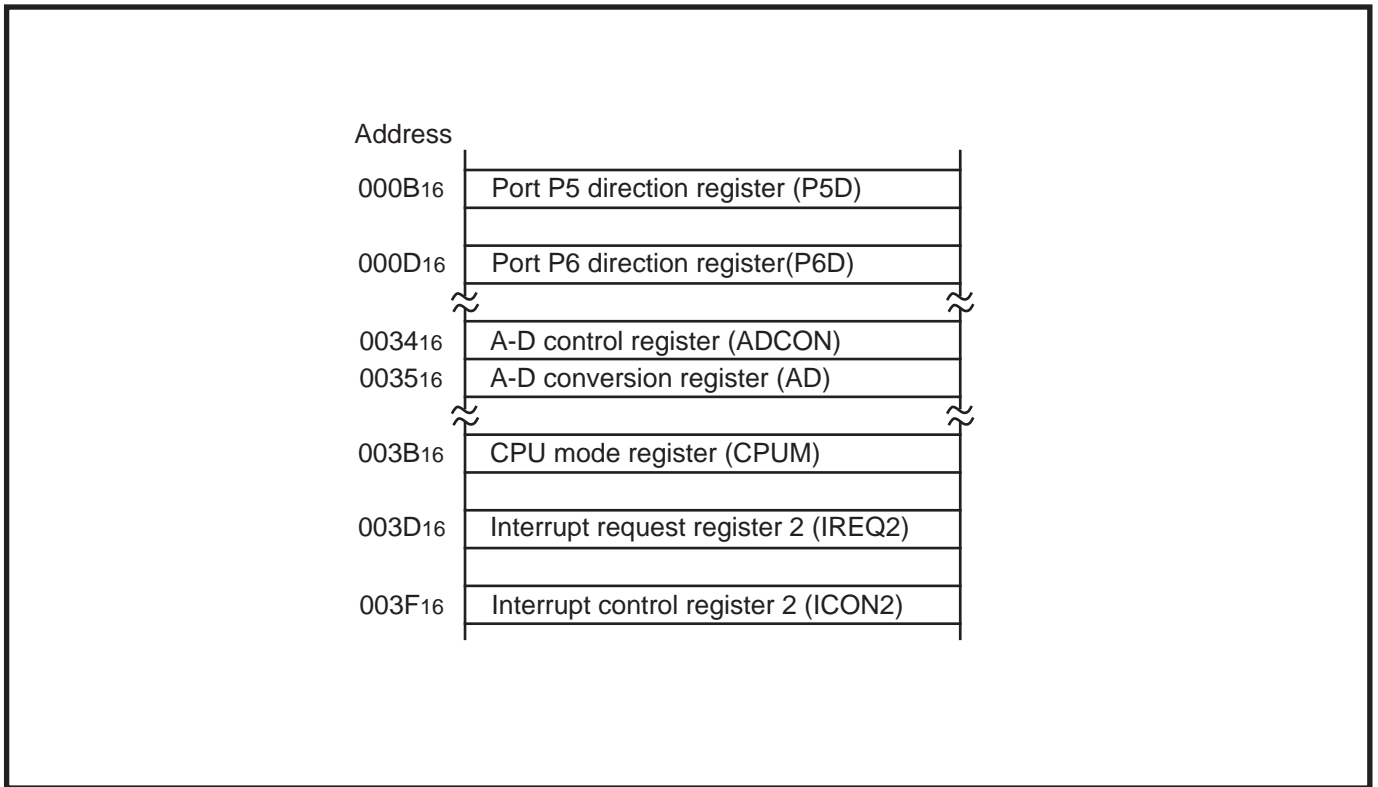 Address
000B16 Port P5 direction register (P5D)
000D16 Port P6 direction register(P6D)
003416 A-D control register (ADCON)
003516 A-D conversion register (AD)
003B16 CPU mode register (CPUM)
003D16 Interrupt request register 2 (IREQ2)
003F16 Interrupt control register 2 (ICON2)